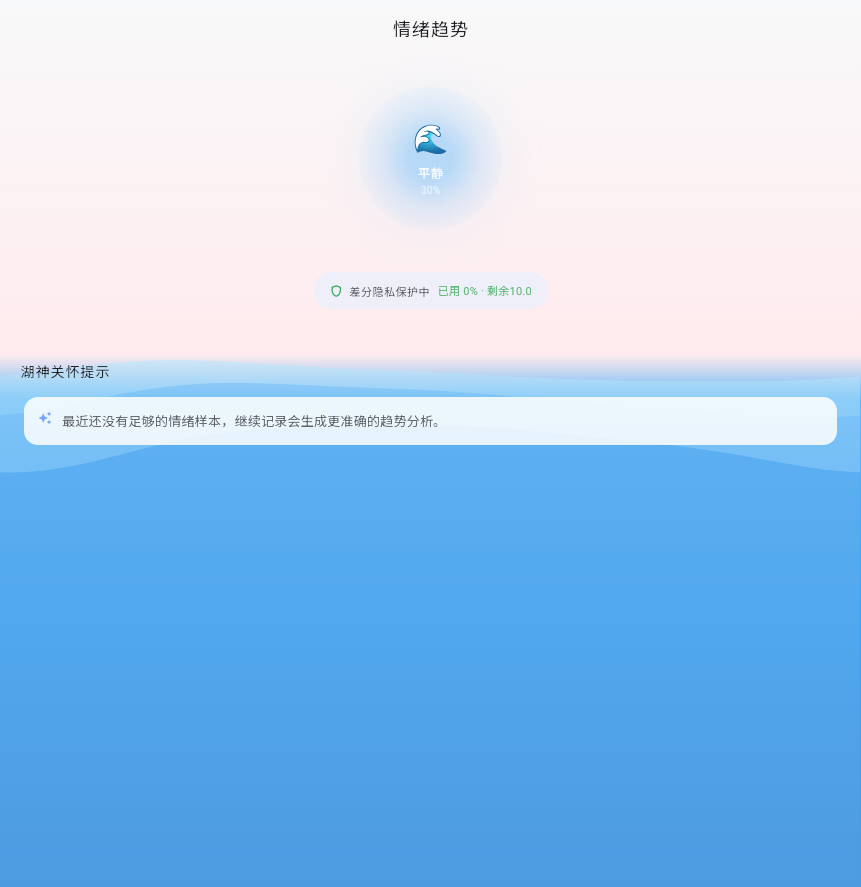 情绪趋势
平静
30%
差分隐私保护中 已用 0% · 剩余10.0
湖神关怀提示
最近还没有足够的情绪样本，继续记录会生成更准确的趋势分析。